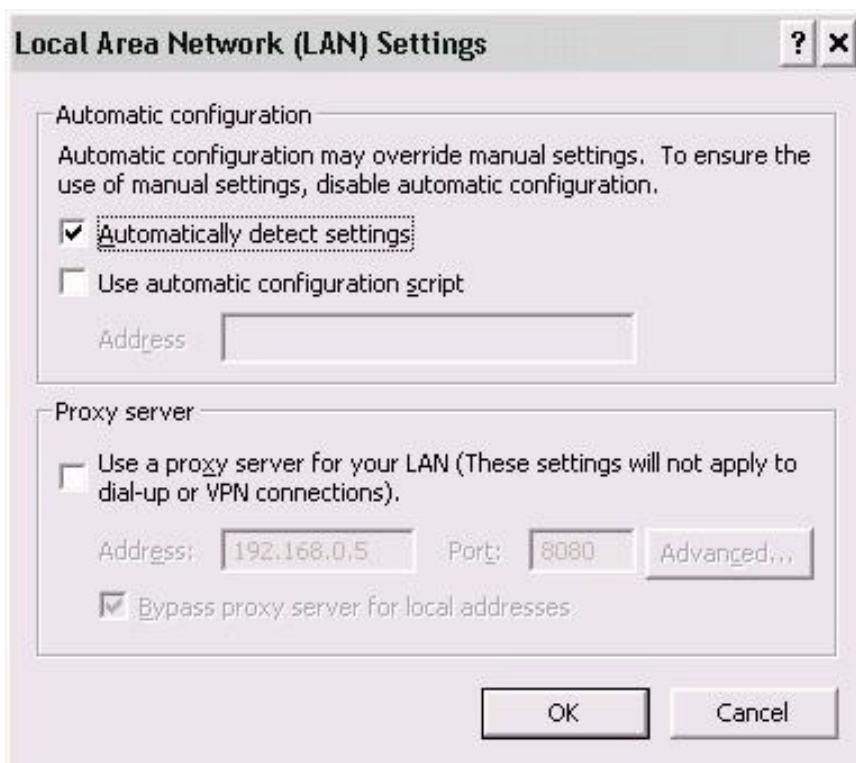 Local Area Network (LAN) Settings
?
Automatic configuration
Automatic configuration may override manual settings. To ensure the
use of manual settings, disable automatic configuration.
Automatically detect settings
Use automatic configuration script
Address
Proxy server
Use a proxy server for your LAN (These settings will not apply to
dial-up or VPN connections).
Address: 192.168.0.5 Port: 8080 Advanced...
Bypass proxy server for local addresses
OK Cancel